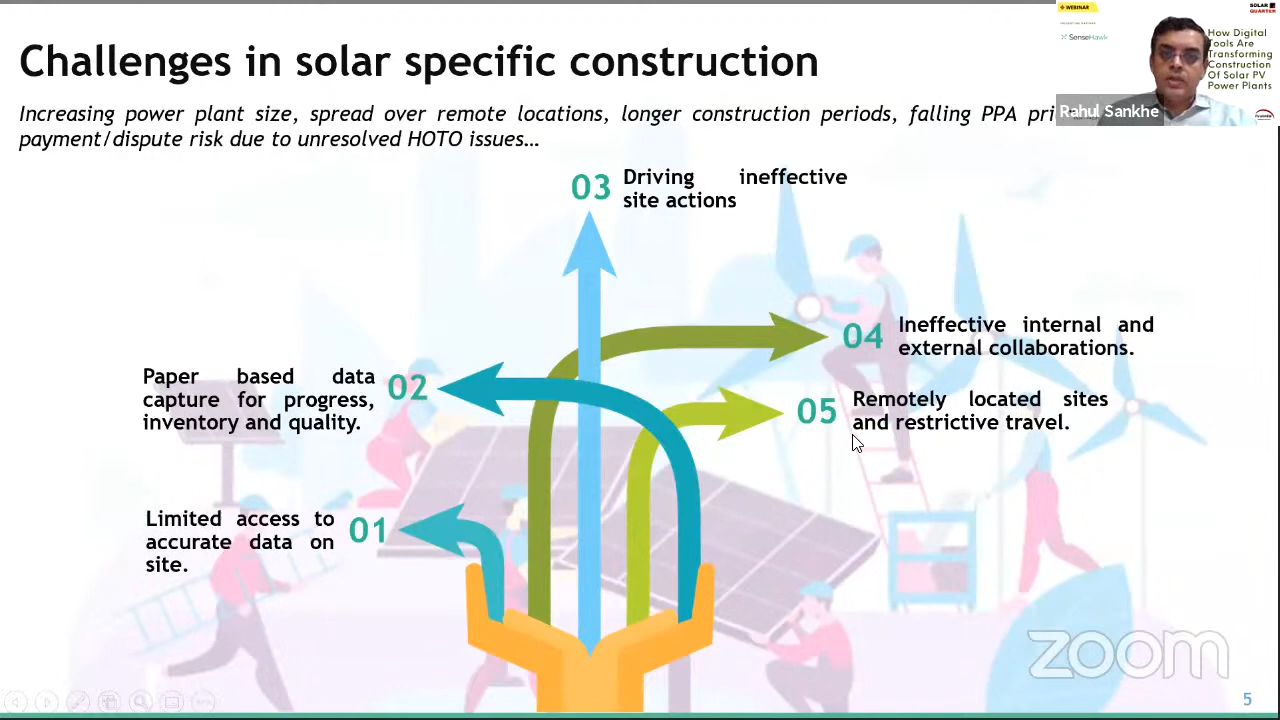 Challenges in solar specific construction
Increasing power plant size, spread over remote locations, longer construction periods, falling PPA pri
payment/dispute risk due to unresolved HOTO issues…
WEBINAR
SenseHawk
SOLAR
QUARTER
How Digital
Tools Are
Transforming
Construction
Of Solar PV
Power Plants
Rahul Sankhe
03
Driving ineffective
site actions
04
Ineffective internal and
external collaborations.
Paper based data
capture for progress,
inventory and quality.
02
05
Remotely located sites
and restrictive travel.
Limited access to
accurate data on
site.
01
zoom
5